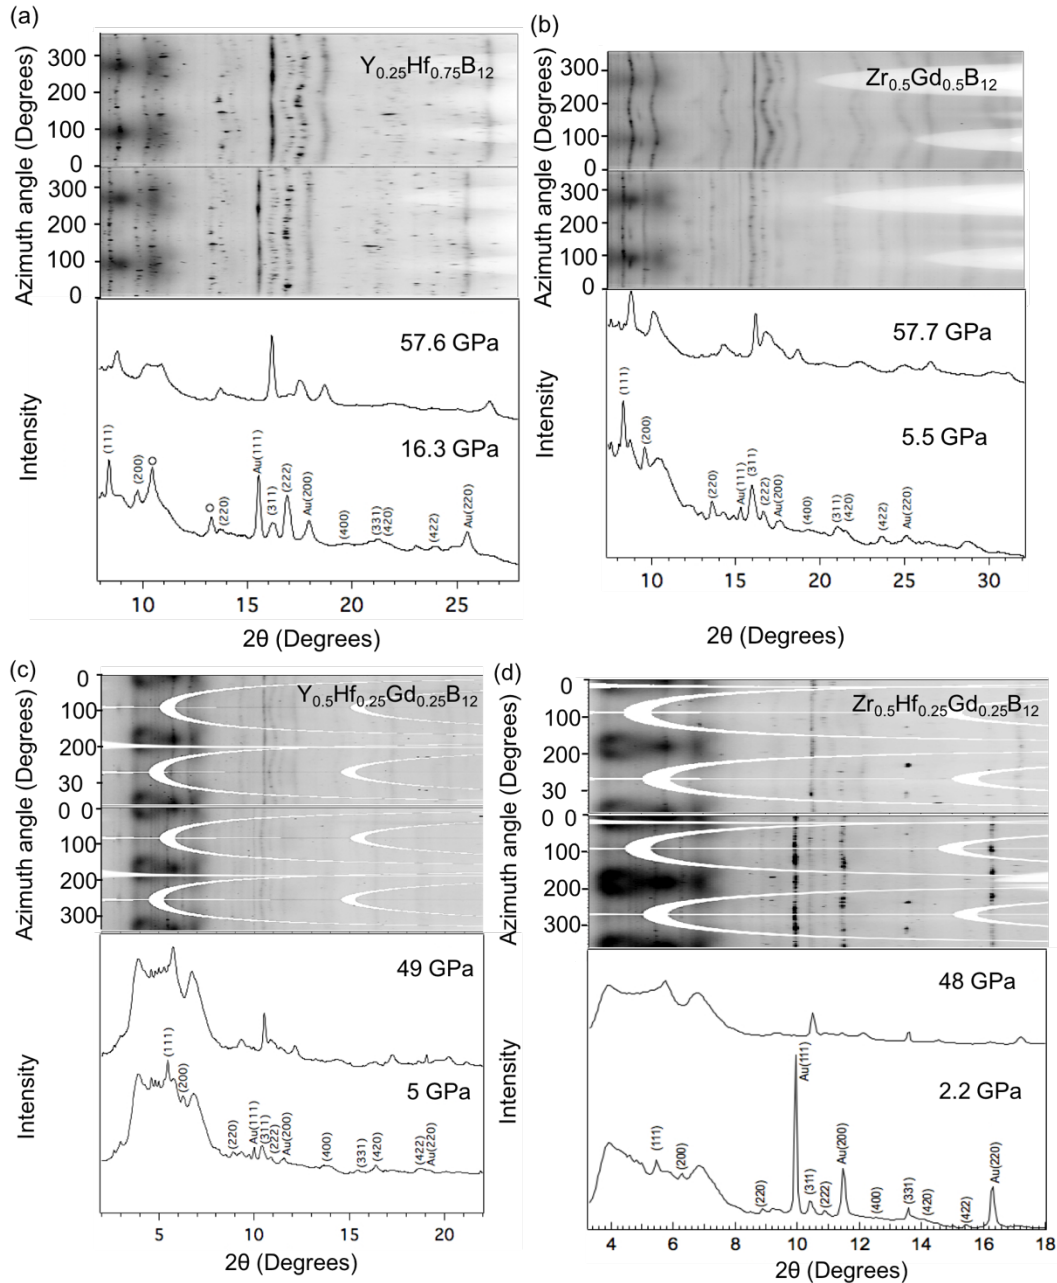 (a)
Azimuth angle (Degrees)
300
200
100
0
Y0.25Hf0.75B12
300
200
100
0
Intensity
57.6 GPa
16.3 GPa
(111)
(200)
(220)
Au(111)
(311)
(222)
Au(200)
(400)
(331)
(420)
(422)
Au(220)
10 15 20 25
2θ (Degrees)
(b)
Azimuth angle (Degrees)
300
200
100
0
Zr0.5Gd0.5B12
300
200
100
0
Intensity
57.7 GPa
5.5 GPa
(111)
(200)
(220)
Au(111)
(311)
(222)
Au(200)
(400)
(311)
(420)
(422)
Au(220)
10 15 20 25 30
2θ (Degrees)
(c)
Azimuth angle (Degrees)
0
100
200
30
0 0
Y0.5Hf0.25Gd0.25B12
100
200
300
Intensity
49 GPa
5 GPa
(111)
(200)
(220)
Au(111)
(311)
(222)
Au(200)
(400)
(331)
(420)
(422)
Au(220)
5 10 15 20
2θ (Degrees)
(d)
Azimuth angle (Degrees)
0
100
200
30
0 0
Zr0.5Hf0.25Gd0.25B12
100
200
300
Intensity
48 GPa
2.2 GPa
(111)
(200)
(220)
Au(111)
(311)
(222)
Au(200)
(400)
(331)
(420)
(422)
Au(220)
4 6 8 10 12 14 16 18
2θ (Degrees)